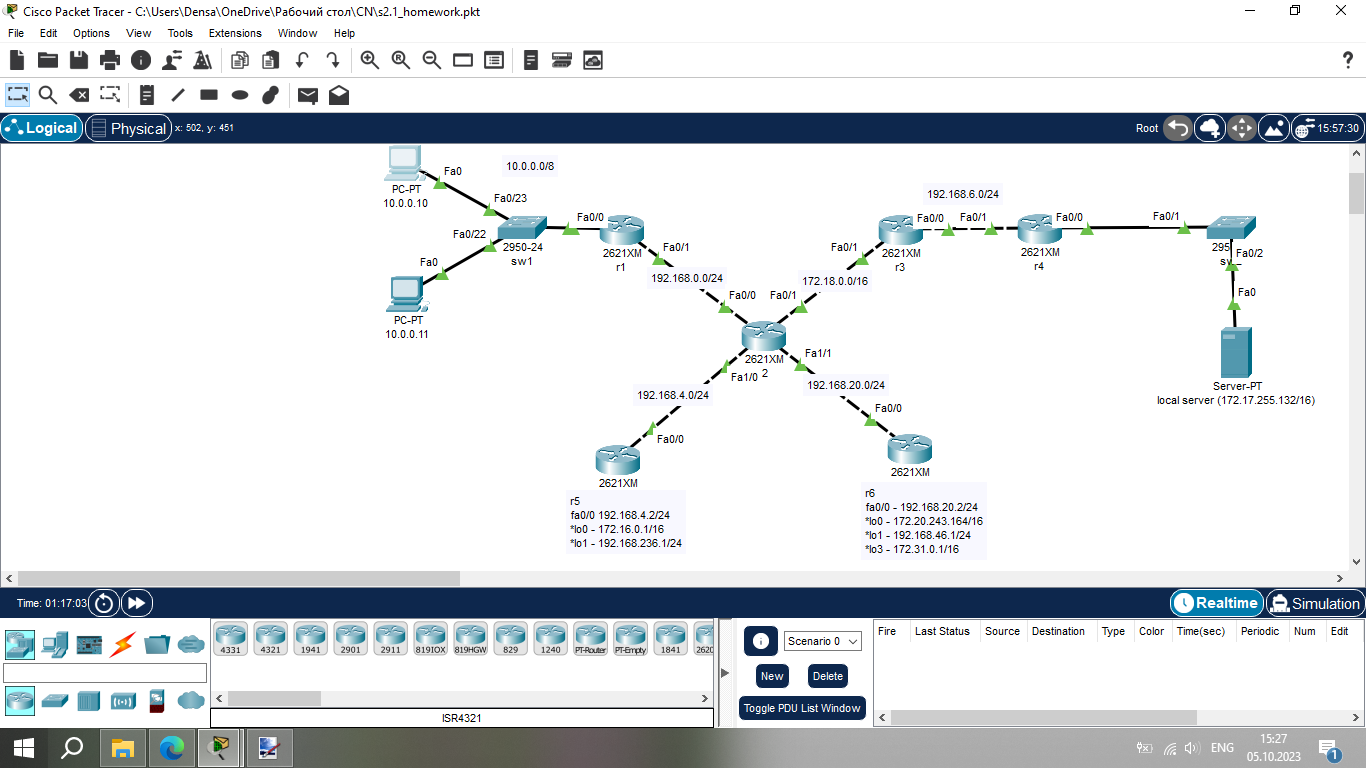 Cisco Packet Tracer - C:\Users\Densa\OneDrive\Рабочий стол\CN\s2.1_homework.pkt
File Edit Options View Tools Extensions Window Help
Logical Physical x: 502, y: 451 Root 15:57:30
10.0.0.0/8
Fa0
PC-PT
10.0.0.10
Fa0/23
Fa0/22
2950-24
sw1
Fa0
PC-PT
10.0.0.11
Fa0/0
2621XM
r1
Fa0/1
192.168.0.0/24
Fa0/0
Fa0/1
172.18.0.0/16
Fa0/1
192.168.6.0/24
Fa0/0
2621XM
r3
Fa0/1
Fa0/0
2621XM
r4
Fa0/1
295
Fa0/2
Fa0
Server-PT
local server (172.17.255.132/16)
2621XM
2
Fa1/0
Fa1/1
192.168.4.0/24
192.168.20.0/24
Fa0/0
2621XM
Fa0/0
2621XM
r5
fa0/0 192.168.4.2/24
*lo0 - 172.16.0.1/16
*lo1 - 192.168.236.1/24
r6
fa0/0 - 192.168.20.2/24
*lo0 - 172.20.243.164/16
*lo1 - 192.168.46.1/24
*lo3 - 172.31.0.1/16
Time: 01:17:03 Realtime Simulation
4331 4321 1941 2901 2911 819IOX 819HGW 829 1240 PT-Router PT-Empty 1841 2620
ISR4321
Scenario 0
New Delete
Toggle PDU List Window
Fire Last Status Source Destination Type Color Time(sec) Periodic Num Edit
ENG 15:27
05.10.2023
1